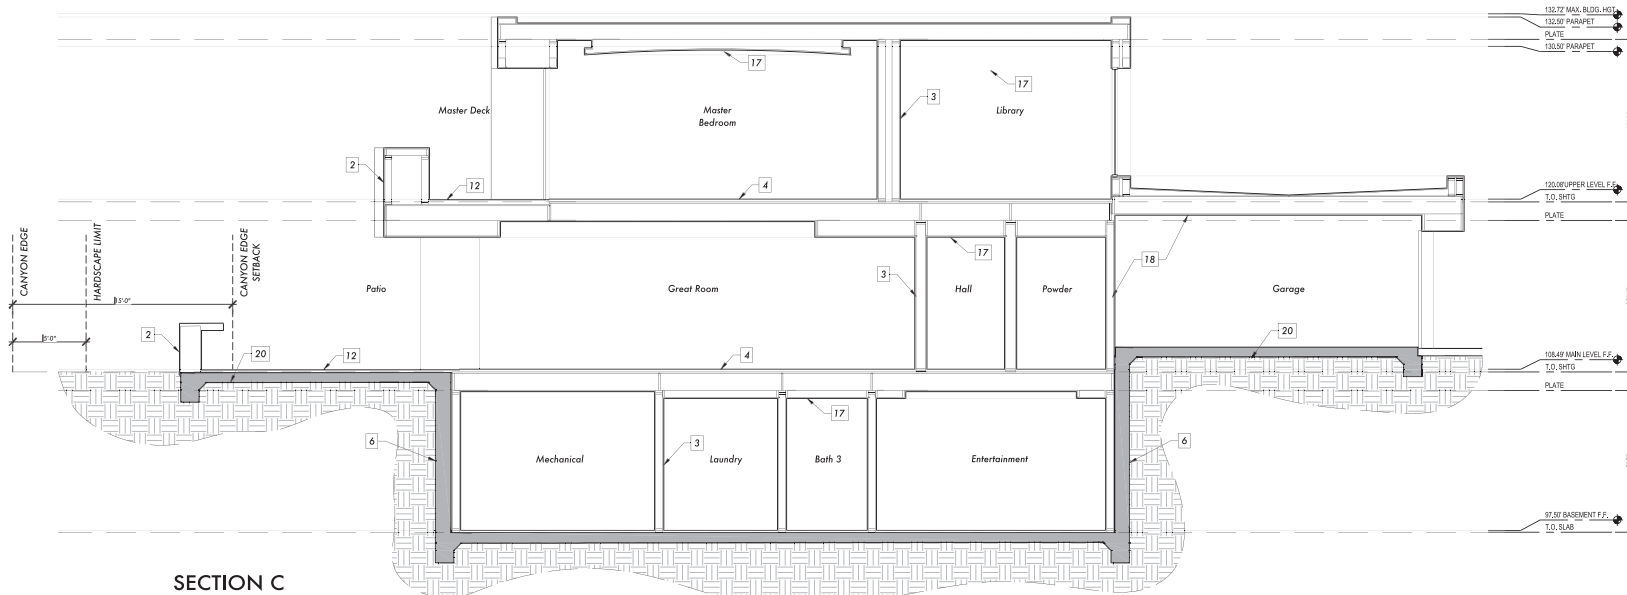 132.72' MAX. BLDG. HGT
132.50' PARAPET
PLATE
130.50' PARAPET
17
17
3
Master Deck
Master
Bedroom
Library
2
12
4
120.08' UPPER LEVEL F.F.
T.O. SHTG
PLATE
CANYON EDGE
HARDSCAPE LIMIT
CANYON EDGE
SETBACK
17
3
18
Patio
Great Room
Hall
Powder
Garage
15'-0"
5'-0"
2
20
12
4
20
108.49' MAIN LEVEL F.F.
T.O. SHTG
PLATE
17
6
3
6
Mechanical
Laundry
Bath 3
Entertainment
97.50' BASEMENT F.F.
T.O. SLAB
SECTION C